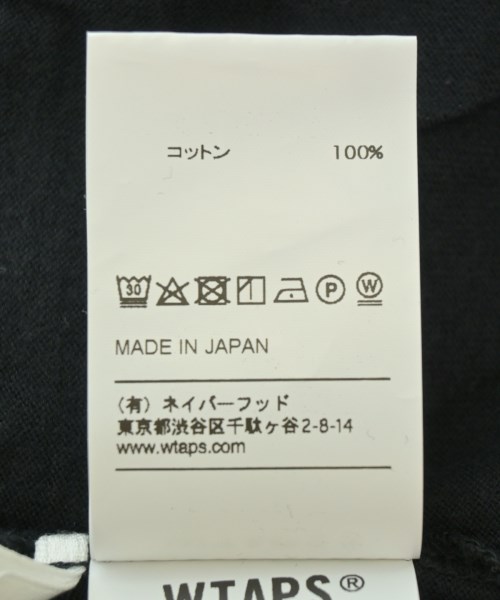 コットン 100%
30 P W
MADE IN JAPAN
（有）ネイバーフッド
東京都渋谷区千駄ヶ谷2-8-14
www.wtaps.com
WTAPS®